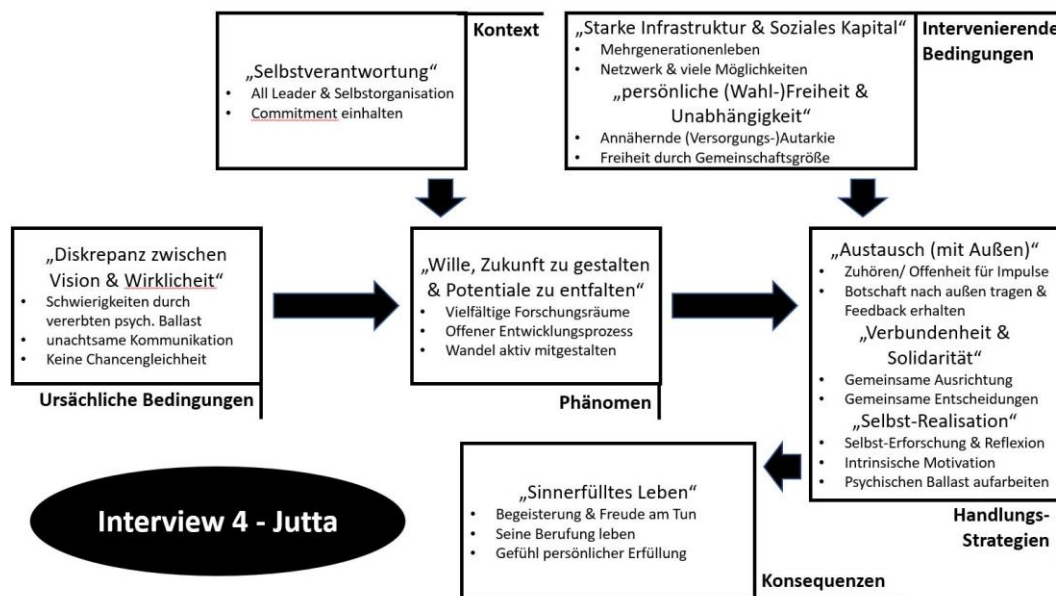 Kontext
„Selbstverantwortung“
• All Leader & Selbstorganisation
• Commitment einhalten
„Starke Infrastruktur & Soziales Kapital“
• Mehrgenerationenleben
• Netzwerk & viele Möglichkeiten
„persönliche (Wahl-)Freiheit &
Unabhängigkeit“
• Annähernde (Versorgungs-)Autarkie
• Freiheit durch Gemeinschaftsgröße
Intervenierende
Bedingungen
„Diskrepanz zwischen
Vision & Wirklicheit“
• Schwierigkeiten durch
vererbten psych. Ballast
• unachtsame Kommunikation
• Keine Chancengleichheit
Ursächliche Bedingungen
„Wille, Zukunft zu gestalten
& Potentiale zu entfalten“
• Vielfältige Forschungsräume
• Offener Entwicklungsprozess
• Wandel aktiv mitgestalten
Phänomen
„Austausch (mit Außen)“
• Zuhören/ Offenheit für Impulse
• Botschaft nach außen tragen &
Feedback erhalten
„Verbundenheit &
Solidarität“
• Gemeinsame Ausrichtung
• Gemeinsame Entscheidungen
„Selbst-Realisation“
• Selbst-Erforschung & Reflexion
• Intrinsische Motivation
• Psychischen Ballast aufarbeiten
Handlungs-
Strategien
„Sinnerfülltes Leben“
• Begeisterung & Freude am Tun
• Seine Berufung leben
• Gefühl persönlicher Erfüllung
Konsequenzen
Interview 4 - Jutta